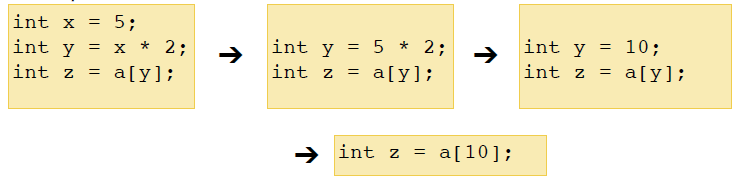 int x = 5;
int y = x * 2;
int z = a[y];
➔
int y = 5 * 2;
int z = a[y];
➔
int y = 10;
int z = a[y];
➔
int z = a[10];